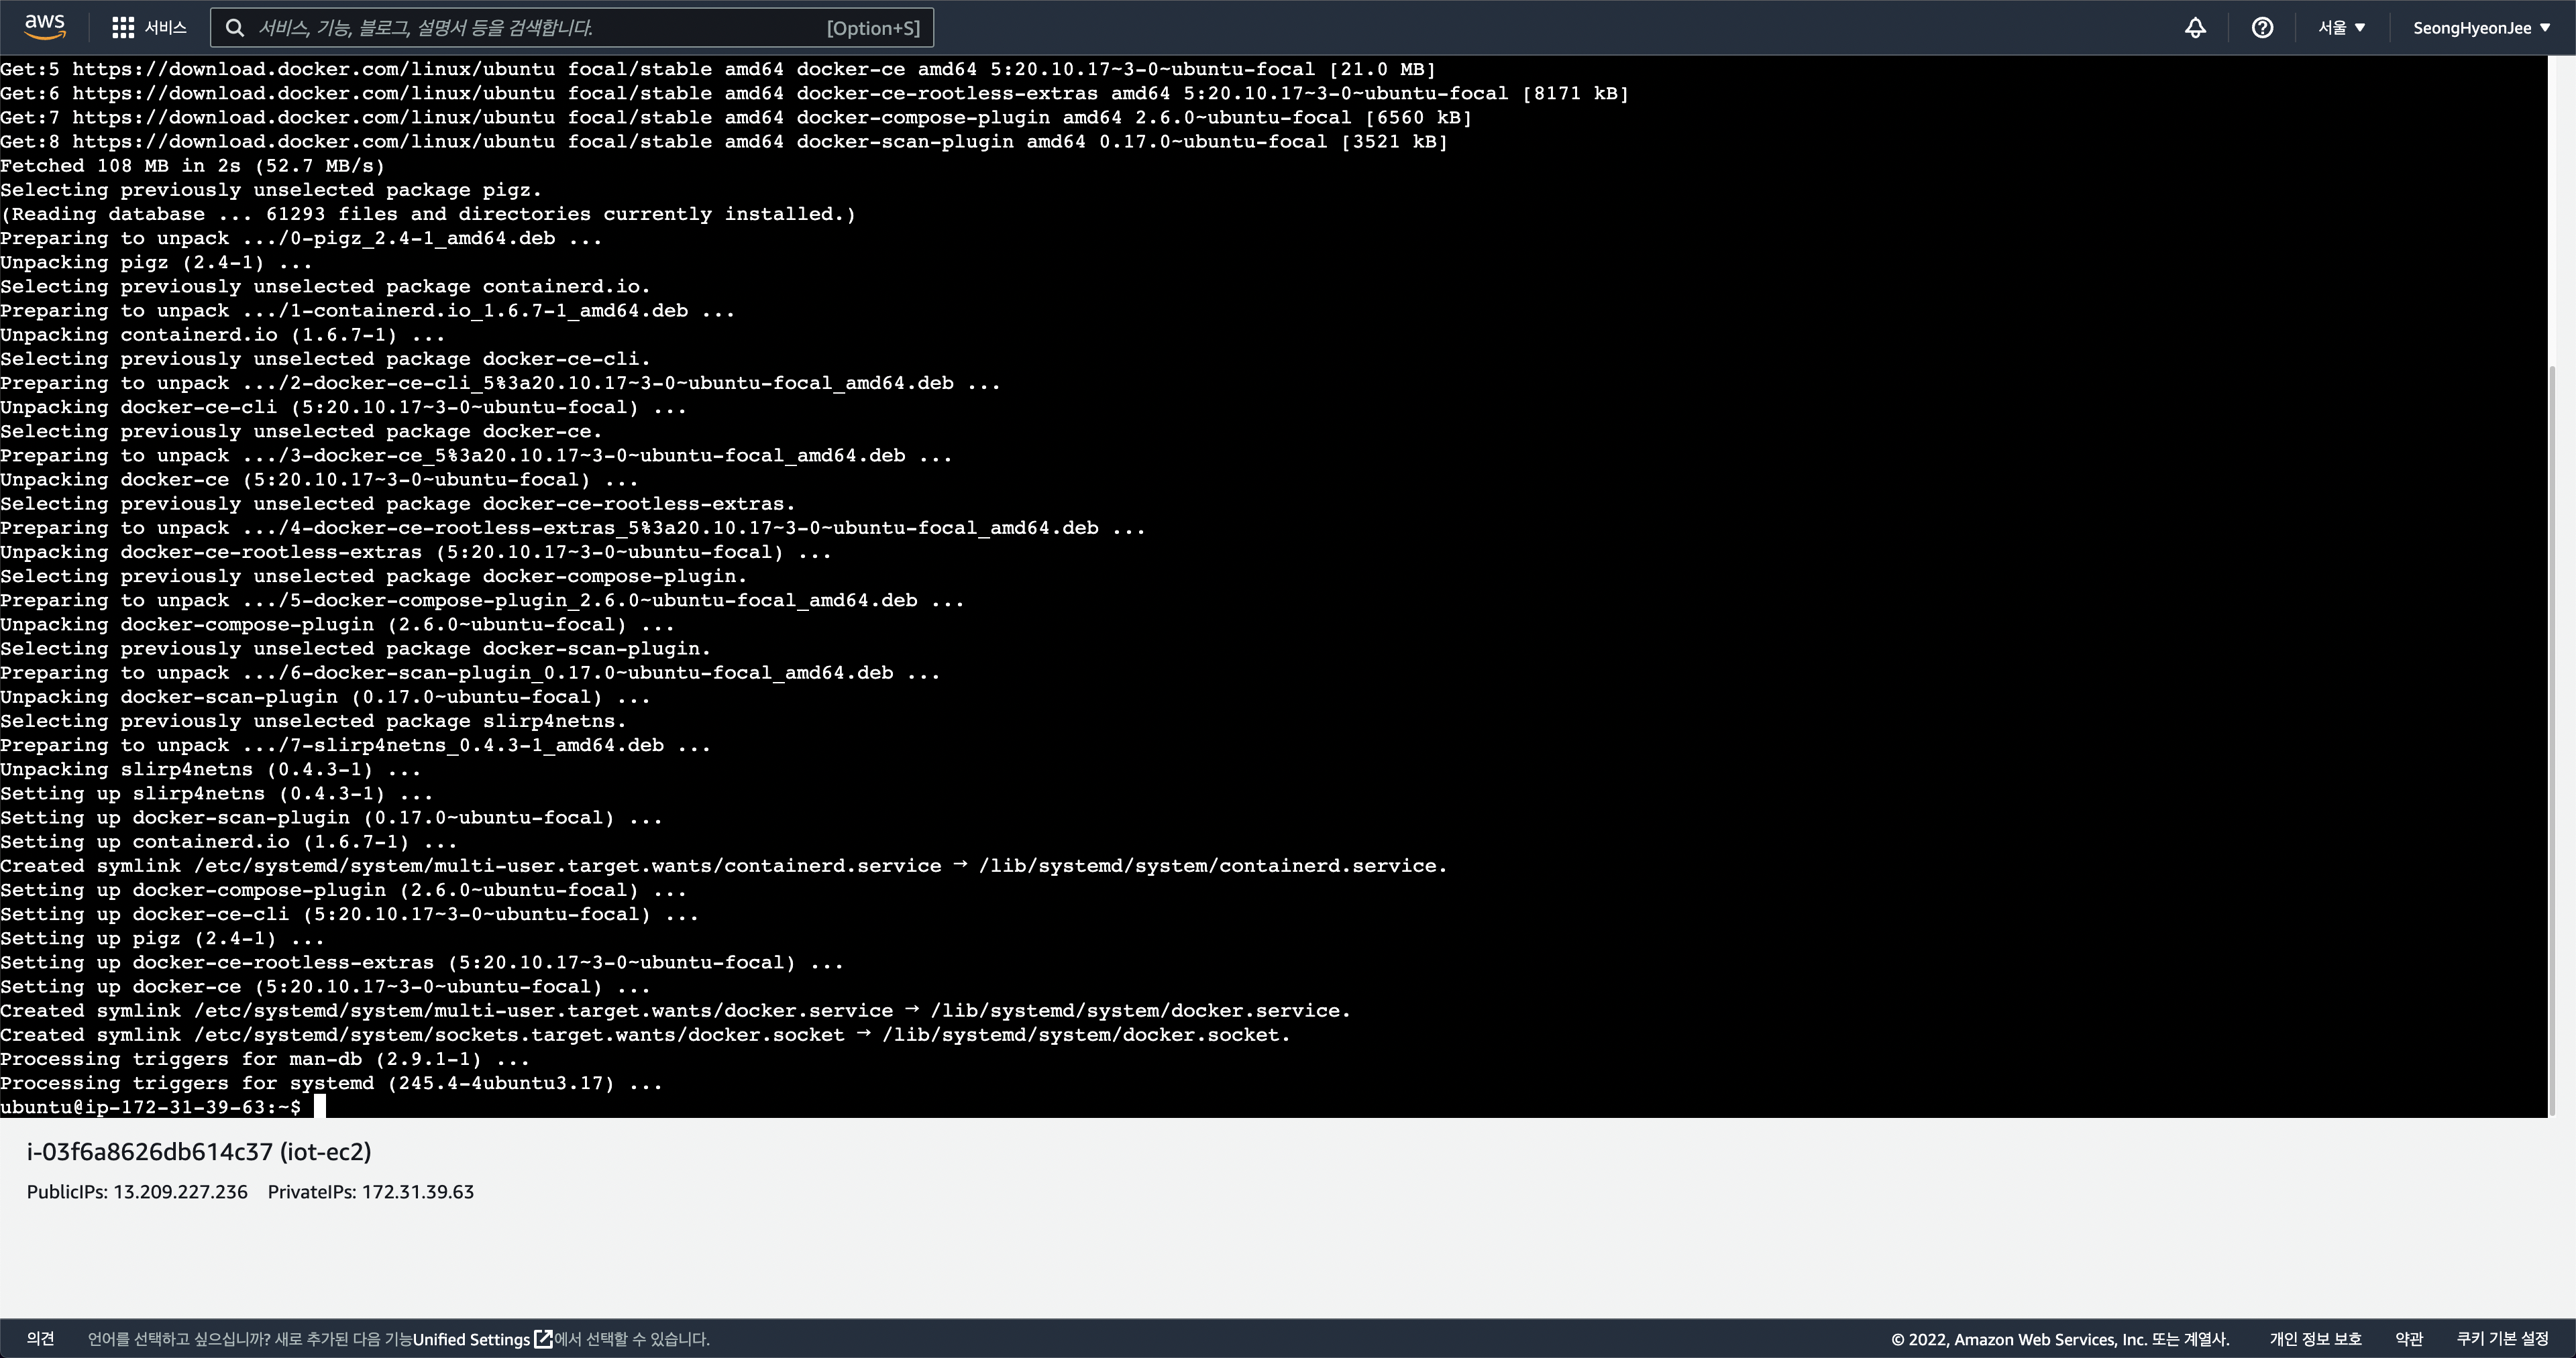 aws 서비스 서비스, 기능, 블로그, 설명서 등을 검색합니다. [Option+S] 서울 ▼ SeongHyeonJee ▼
Get:5 https://download.docker.com/linux/ubuntu focal/stable amd64 docker-ce amd64 5:20.10.17~3-0~ubuntu-focal [21.0 MB]
Get:6 https://download.docker.com/linux/ubuntu focal/stable amd64 docker-ce-rootless-extras amd64 5:20.10.17~3-0~ubuntu-focal [8171 kB]
Get:7 https://download.docker.com/linux/ubuntu focal/stable amd64 docker-compose-plugin amd64 2.6.0~ubuntu-focal [6560 kB]
Get:8 https://download.docker.com/linux/ubuntu focal/stable amd64 docker-scan-plugin amd64 0.17.0~ubuntu-focal [3521 kB]
Fetched 108 MB in 2s (52.7 MB/s)
Selecting previously unselected package pigz.
(Reading database ... 61293 files and directories currently installed.)
Preparing to unpack .../0-pigz_2.4-1_amd64.deb ...
Unpacking pigz (2.4-1) ...
Selecting previously unselected package containerd.io.
Preparing to unpack .../1-containerd.io_1.6.7-1_amd64.deb ...
Unpacking containerd.io (1.6.7-1) ...
Selecting previously unselected package docker-ce-cli.
Preparing to unpack .../2-docker-ce-cli_5%3a20.10.17~3-0~ubuntu-focal_amd64.deb ...
Unpacking docker-ce-cli (5:20.10.17~3-0~ubuntu-focal) ...
Selecting previously unselected package docker-ce.
Preparing to unpack .../3-docker-ce_5%3a20.10.17~3-0~ubuntu-focal_amd64.deb ...
Unpacking docker-ce (5:20.10.17~3-0~ubuntu-focal) ...
Selecting previously unselected package docker-ce-rootless-extras.
Preparing to unpack .../4-docker-ce-rootless-extras_5%3a20.10.17~3-0~ubuntu-focal_amd64.deb ...
Unpacking docker-ce-rootless-extras (5:20.10.17~3-0~ubuntu-focal) ...
Selecting previously unselected package docker-compose-plugin.
Preparing to unpack .../5-docker-compose-plugin_2.6.0~ubuntu-focal_amd64.deb ...
Unpacking docker-compose-plugin (2.6.0~ubuntu-focal) ...
Selecting previously unselected package docker-scan-plugin.
Preparing to unpack .../6-docker-scan-plugin_0.17.0~ubuntu-focal_amd64.deb ...
Unpacking docker-scan-plugin (0.17.0~ubuntu-focal) ...
Selecting previously unselected package slirp4netns.
Preparing to unpack .../7-slirp4netns_0.4.3-1_amd64.deb ...
Unpacking slirp4netns (0.4.3-1) ...
Setting up slirp4netns (0.4.3-1) ...
Setting up docker-scan-plugin (0.17.0~ubuntu-focal) ...
Setting up containerd.io (1.6.7-1) ...
Created symlink /etc/systemd/system/multi-user.target.wants/containerd.service → /lib/systemd/system/containerd.service.
Setting up docker-compose-plugin (2.6.0~ubuntu-focal) ...
Setting up docker-ce-cli (5:20.10.17~3-0~ubuntu-focal) ...
Setting up pigz (2.4-1) ...
Setting up docker-ce-rootless-extras (5:20.10.17~3-0~ubuntu-focal) ...
Setting up docker-ce (5:20.10.17~3-0~ubuntu-focal) ...
Created symlink /etc/systemd/system/multi-user.target.wants/docker.service → /lib/systemd/system/docker.service.
Created symlink /etc/systemd/system/sockets.target.wants/docker.socket → /lib/systemd/system/docker.socket.
Processing triggers for man-db (2.9.1-1) ...
Processing triggers for systemd (245.4-4ubuntu3.17) ...
ubuntu@ip-172-31-39-63:~$
i-03f6a8626db614c37 (iot-ec2)
PublicIPs: 13.209.227.236 PrivateIPs: 172.31.39.63
의견 언어를 선택하고 싶으십니까? 새로 추가된 다음 기능Unified Settings에서 선택할 수 있습니다. © 2022, Amazon Web Services, Inc. 또는 계열사. 개인 정보 보호 약관 쿠키 기본 설정